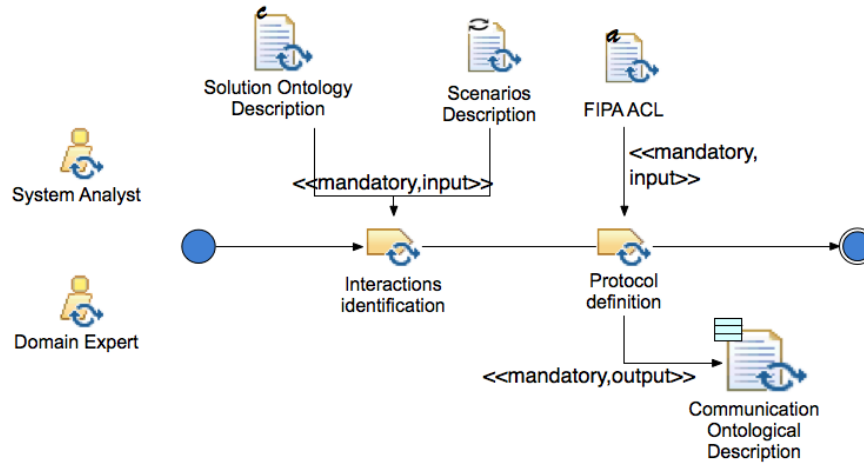 c
Solution Ontology
Description
Scenarios
Description
a
FIPA ACL
System Analyst
<<mandatory,input>>
<<mandatory,
input>>
Interactions
identification
Protocol
definition
Domain Expert
<<mandatory,output>>
Communication
Ontological
Description